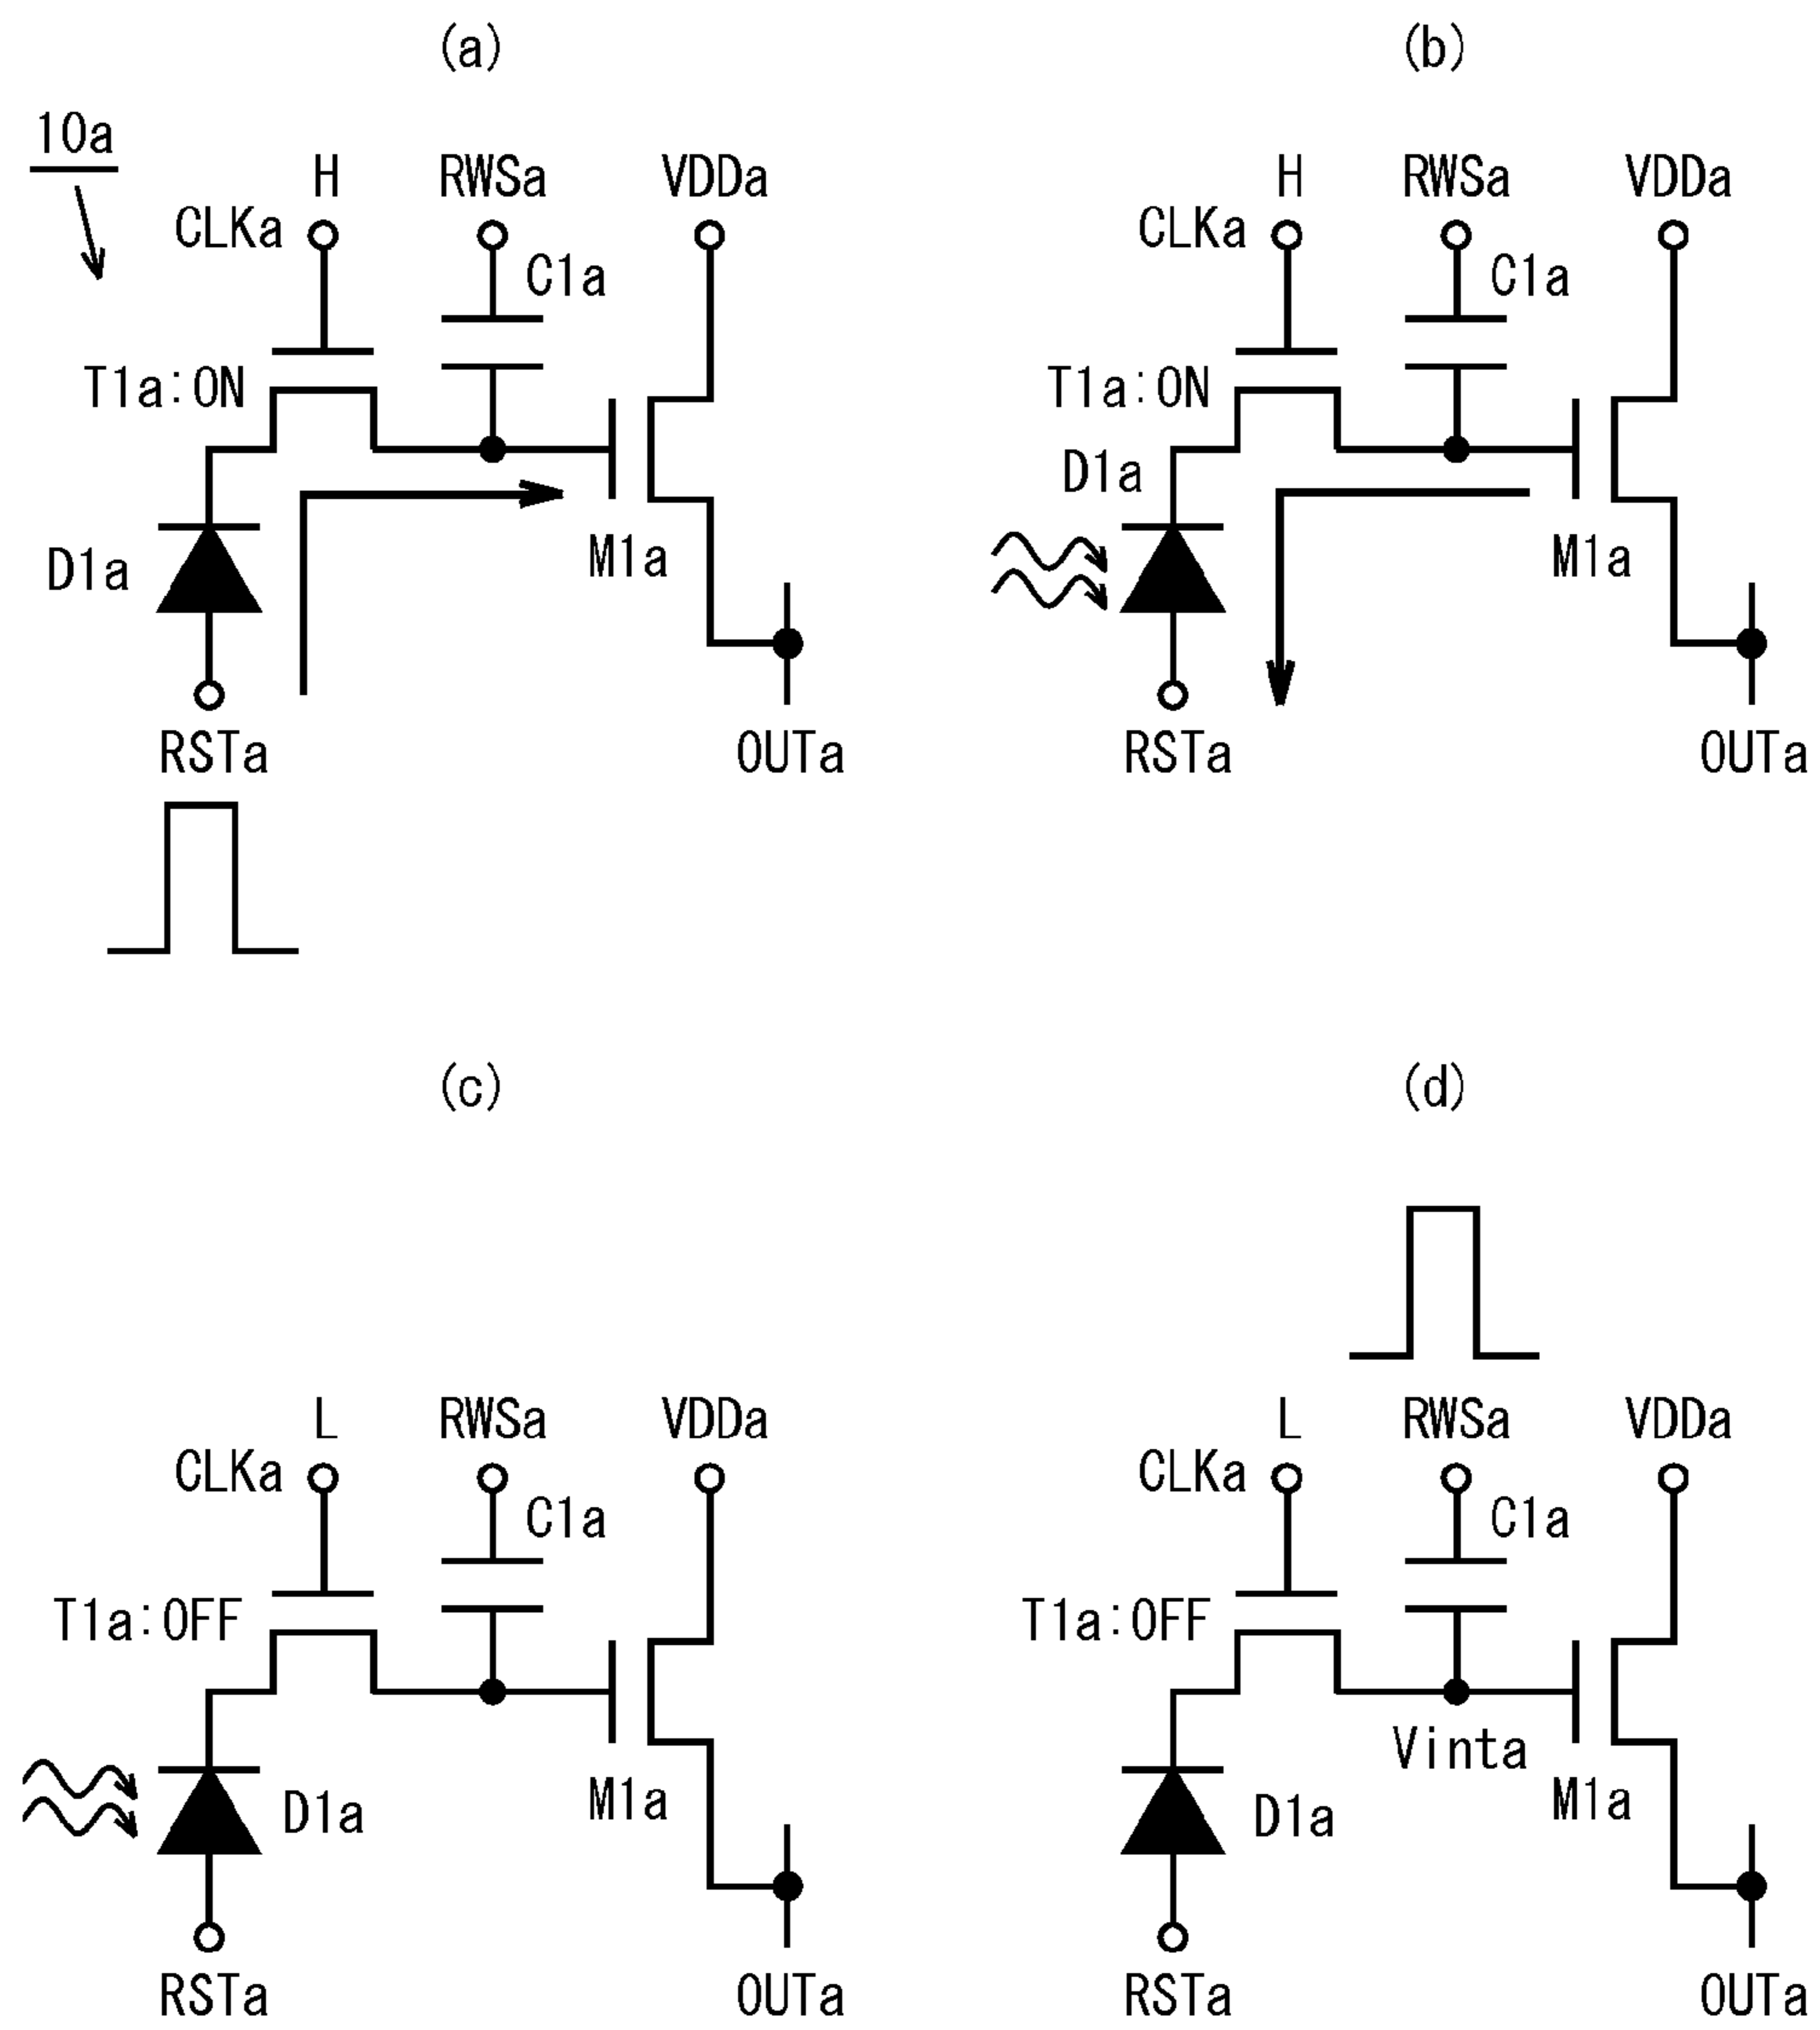 (a)
10a
H
RWSa
VDDa
CLKa
C1a
T1a:ON
D1a
M1a
RSTa
OUTa
(b)
H
RWSa
VDDa
CLKa
C1a
T1a:ON
D1a
M1a
RSTa
OUTa
(c)
L
RWSa
VDDa
CLKa
C1a
T1a:OFF
D1a
M1a
RSTa
OUTa
(d)
L
RWSa
VDDa
CLKa
C1a
T1a:OFF
Vinta
D1a
M1a
RSTa
OUTa